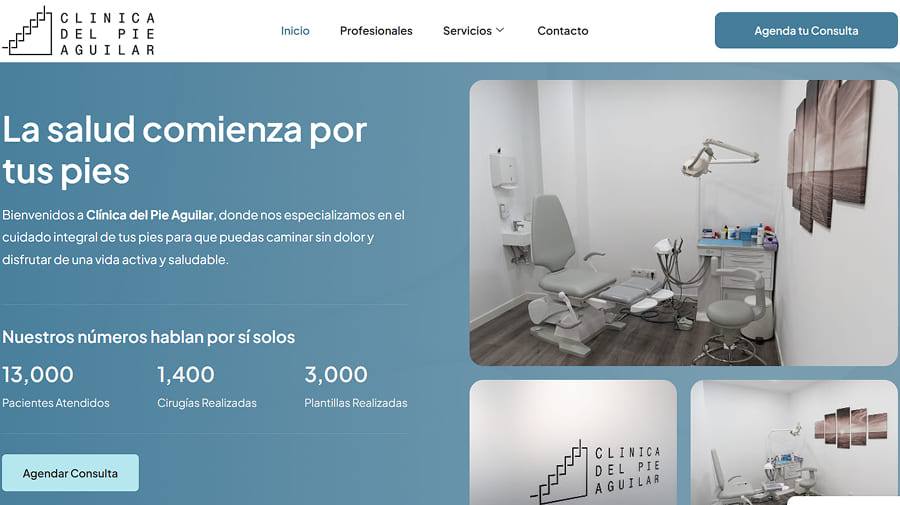 CLINICA
DEL PIE
AGUILAR
Inicio
Profesionales
Servicios
Contacto
Agenda tu Consulta
La salud comienza por
tus pies
Bienvenidos a Clínica del Pie Aguilar, donde nos especializamos en el
cuidado integral de tus pies para que puedas caminar sin dolor y
disfrutar de una vida activa y saludable.
Nuestros números hablan por sí solos
13,000
Pacientes Atendidos
1,400
Cirugías Realizadas
3,000
Plantillas Realizadas
Agendar Consulta
CLINICA
DEL PIE
AGUILAR